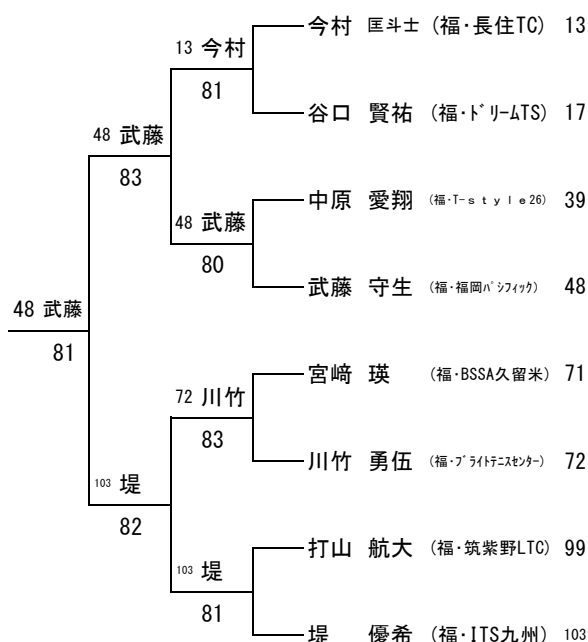 今村 匡斗士 (福・長住TC) 13
13 今村
81
谷口 賢祐 (福・ドリームTS) 17
48 武藤
83
中原 愛翔 (福・T-style26) 39
48 武藤
80
武藤 守生 (福・福岡パシフィック) 48
48 武藤
81
宮﨑 瑛 (福・BSSA久留米) 71
72 川竹
83
川竹 勇伍 (福・ブライトテニスセンター) 72
103 堤
82
打山 航大 (福・筑紫野LTC) 99
103 堤
81
堤 優希 (福・ITS九州) 103